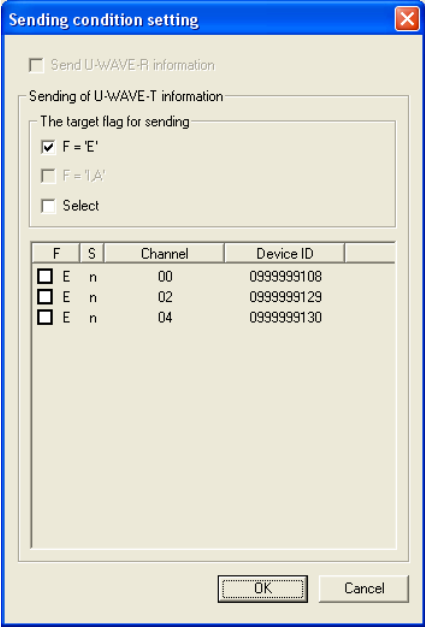 Sending condition setting
Send U-WAVE-R information
Sending of U-WAVE-T information
The target flag for sending
F = 'E'
F = 'I,A'
Select
F S Channel Device ID
E n 00 0999999108
E n 02 0999999129
E n 04 0999999130
OK Cancel